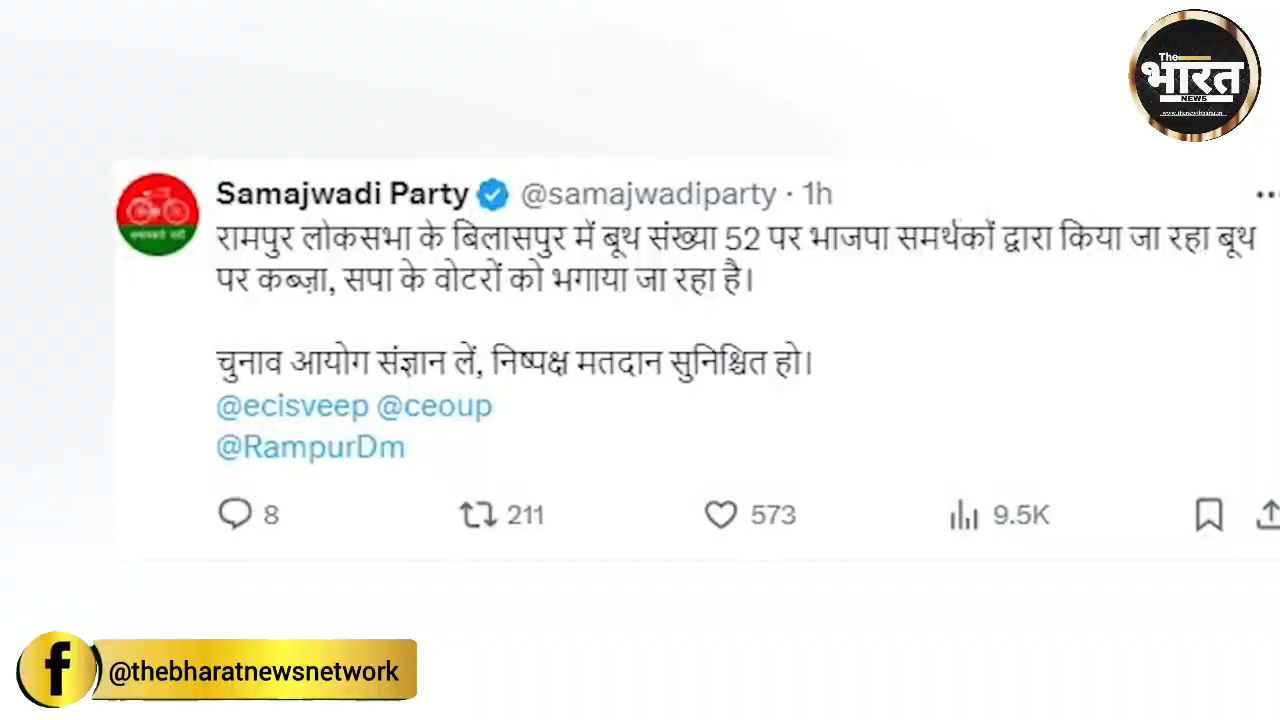 The
भारत
NEWS
Samajwadi Party @samajwadiparty · 1h
रामपुर लोकसभा के बिलासपुर में बूथ संख्या 52 पर भाजपा समर्थकों द्वारा किया जा रहा बूथ
पर कब्ज़ा, सपा के वोटरों को भगाया जा रहा है।
चुनाव आयोग संज्ञान लें, निष्पक्ष मतदान सुनिश्चित हो।
@ecisveep @ceoup
@RampurDm
8 211 573 9.5K
f @thebharatnewsnetwork